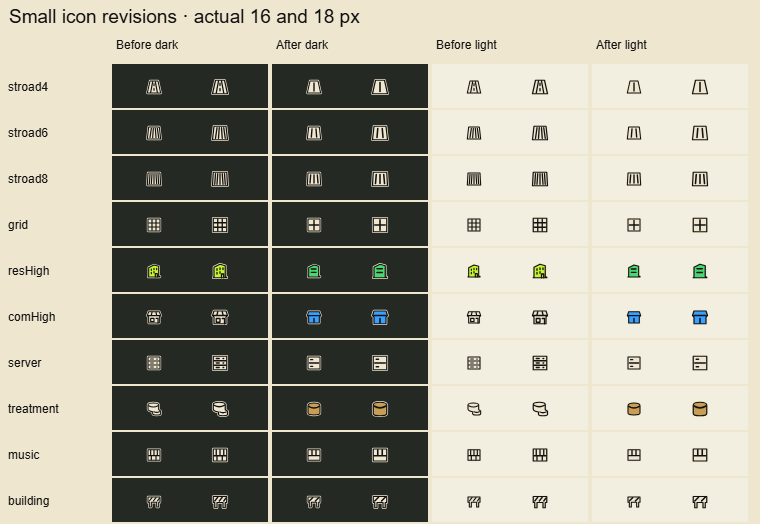 Small icon revisions · actual 16 and 18 px
Before dark After dark Before light After light
stroad4
stroad6
stroad8
grid
resHigh
comHigh
server
treatment
music
building